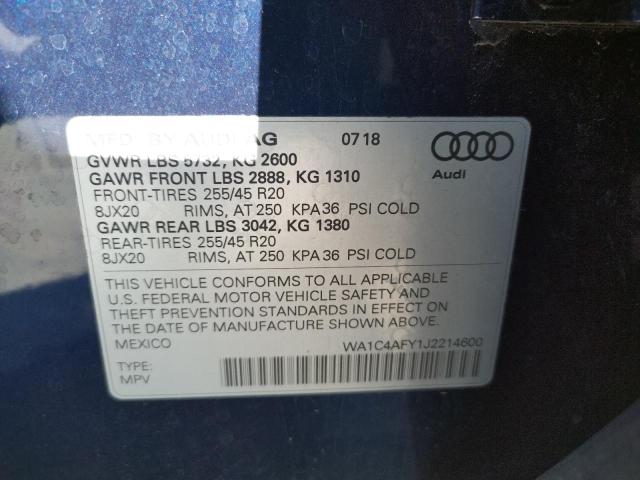 MFD BY AUDI AG 07 18
Audi
GVWR LBS 5732, KG 2600
GAWR FRONT LBS 2888, KG 1310
FRONT-TIRES 255/45 R20
8JX20 RIMS, AT 250 KPA 36 PSI COLD
GAWR REAR LBS 3042, KG 1380
REAR-TIRES 255/45 R20
8JX20 RIMS, AT 250 KPA 36 PSI COLD
THIS VEHICLE CONFORMS TO ALL APPLICABLE
U.S. FEDERAL MOTOR VEHICLE SAFETY AND
THEFT PREVENTION STANDARDS IN EFFECT ON
THE DATE OF MANUFACTURE SHOWN ABOVE.
MEXICO WA1C4AFY1J2214600
TYPE:
MPV